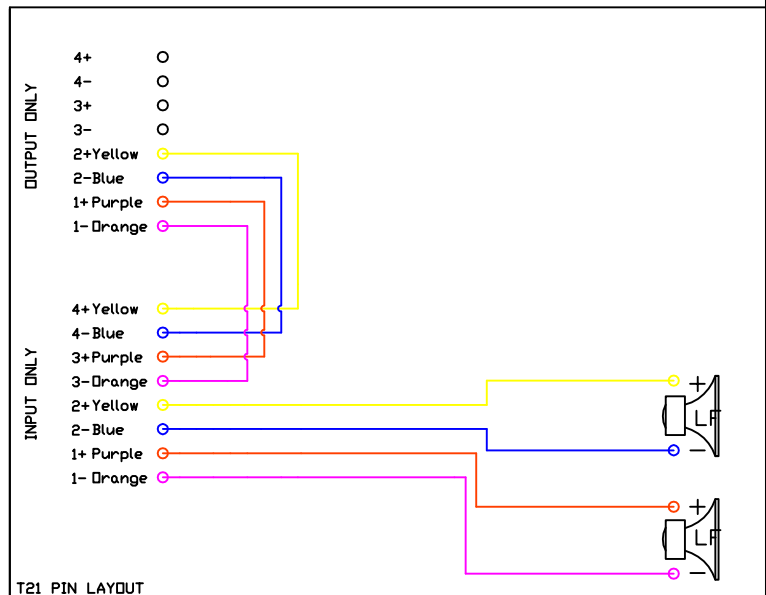 OUTPUT ONLY
4+
4-
3+
3-
2+Yellow
2-Blue
1+ Purple
1- Orange
INPUT ONLY
4+Yellow
4-Blue
3+Purple
3-Orange
2+Yellow
2-Blue
1+ Purple
1- Orange
+
LF
-
+
LF
-
T21 PIN LAYOUT